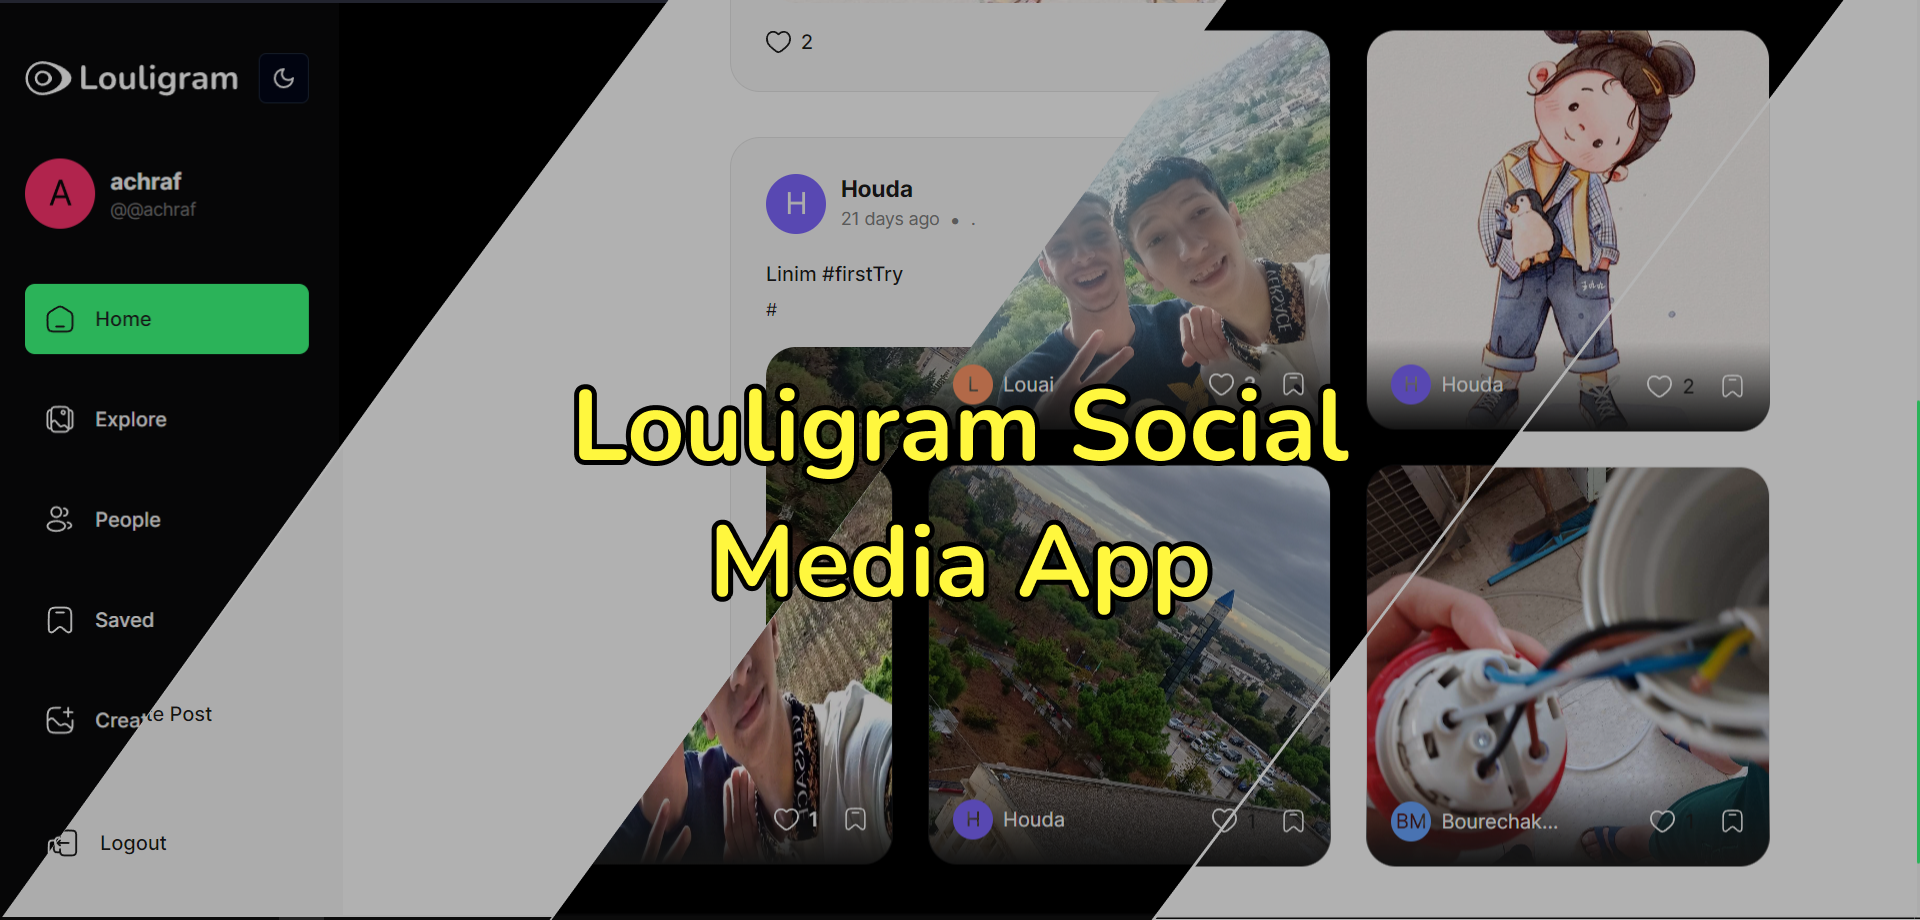 Louligram
A
achraf
@@achraf
Home
Explore
People
Saved
Create Post
Logout
2
H
Houda
21 days ago • .
Linim #firstTry
#
L Louai
H Houda 2
Louligram Social
Media App
1
H Houda 1
BM Bourechak...